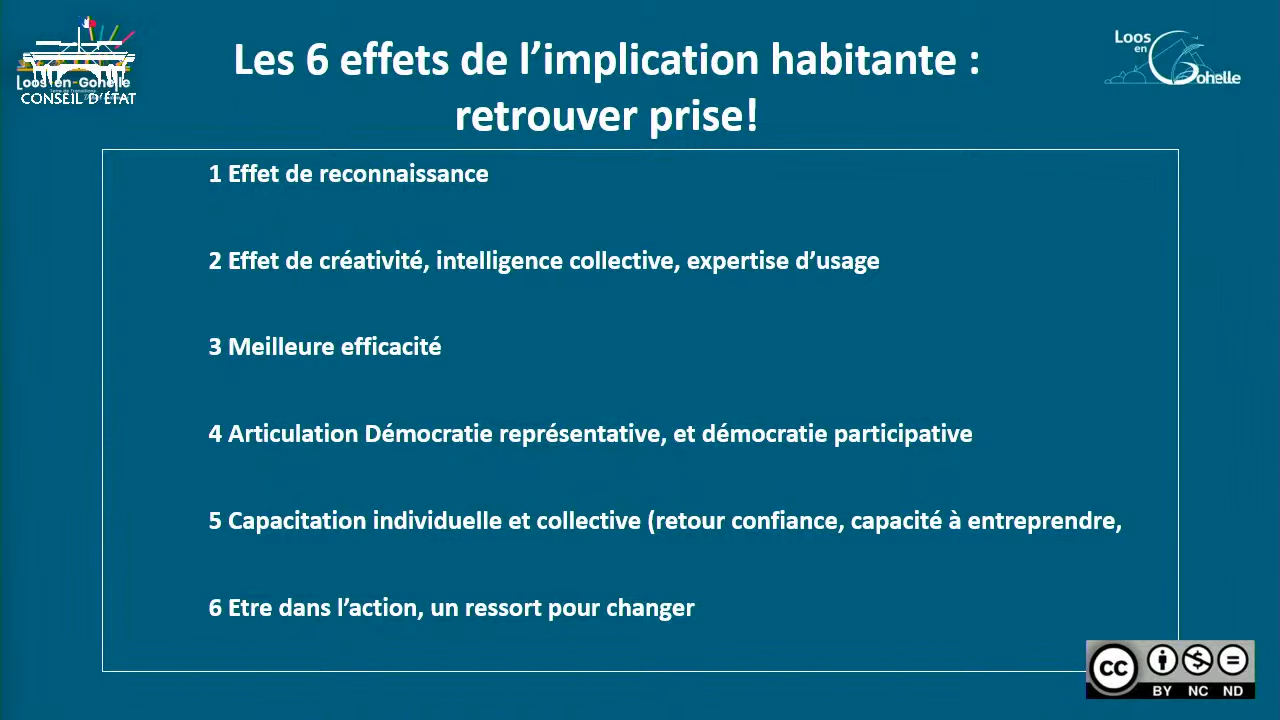 Les 6 effets de l’implication habitante :
retrouver prise!
Loos en Gohelle
Loos-en-Gohelle
CONSEIL D'ÉTAT
1 Effet de reconnaissance
2 Effet de créativité, intelligence collective, expertise d’usage
3 Meilleure efficacité
4 Articulation Démocratie représentative, et démocratie participative
5 Capacitation individuelle et collective (retour confiance, capacité à entreprendre,
6 Etre dans l’action, un ressort pour changer
cc
BY NC ND